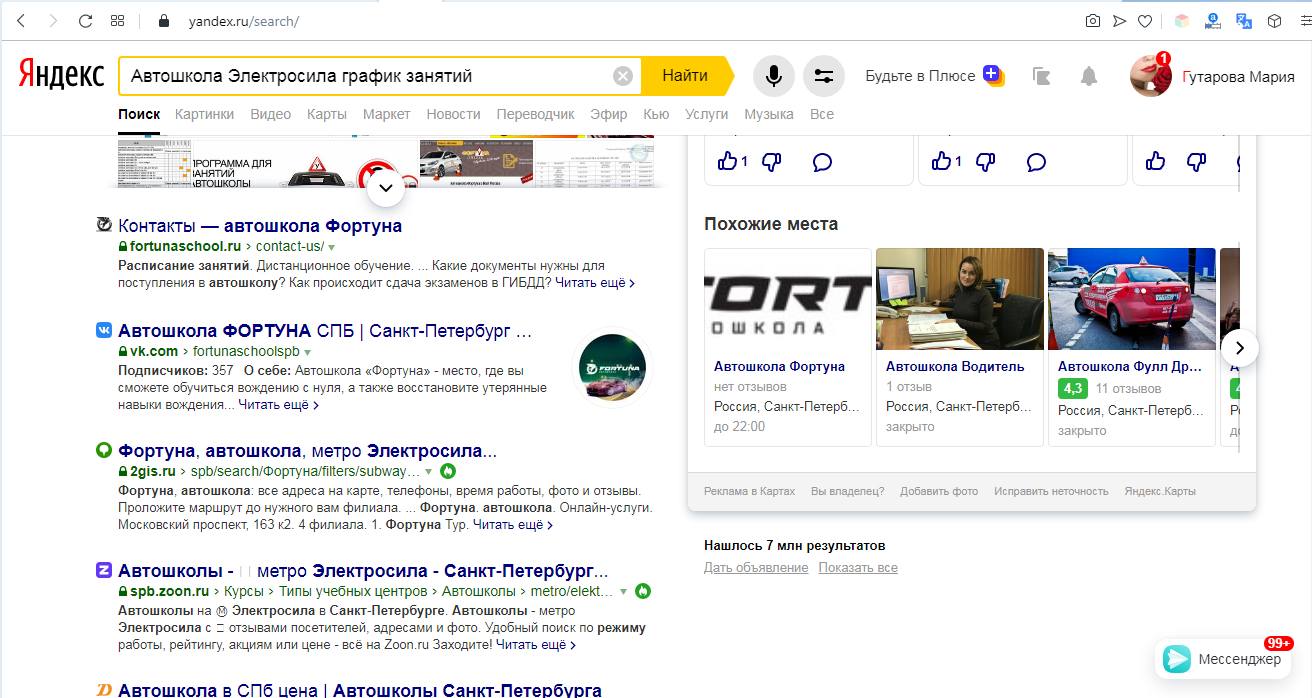 yandex.ru/search/
Яндекс
Автошкола Электросила график занятий
Найти
Будьте в Плюсе
1
Гутарова Мария
Поиск Картинки Видео Карты Маркет Новости Переводчик Эфир Кью Услуги Музыка Все
ПРОГРАММА ДЛЯ
ЗАНЯТИЙ
АВТОШКОЛЫ
ФОРТУНА
Контакты — автошкола Фортуна
fortunaschool.ru › contact-us/
Расписание занятий. Дистанционное обучение. ... Какие документы нужны для
поступления в автошколу? Как происходит сдача экзаменов в ГИБДД? Читать ещё >
Автошкола ФОРТУНА СПБ | Санкт-Петербург ...
vk.com › fortunaschoolspb
Подписчиков: 357 О себе: Автошкола «Фортуна» - место, где вы
сможете обучиться вождению с нуля, а также восстановите утерянные
навыки вождения... Читать ещё >
FORTUNA
Фортуна, автошкола, метро Электросила...
2gis.ru › spb/search/Фортуна/filters/subway...
Фортуна, автошкола: все адреса на карте, телефоны, время работы, фото и отзывы.
Проложите маршрут до нужного вам филиала. ... Фортуна. автошкола. Онлайн-услуги.
Московский проспект, 163 к2. 4 филиала. 1. Фортуна Тур. Читать ещё >
Автошколы - метро Электросила - Санкт-Петербург...
spb.zoon.ru › Курсы › Типы учебных центров › Автошколы › metro/elekt...
Автошколы на Ⓜ Электросила в Санкт-Петербурге. Автошколы - метро
Электросила с отзывами посетителей, адресами и фото. Удобный поиск по режиму
работы, рейтингу, акциям или цене - всё на Zoon.ru Заходите! Читать ещё >
Автошкола в СПб цена | Автошколы Санкт-Петербурга
1
1
Похожие места
FORT
ОШКОЛА
Автошкола Фортуна
нет отзывов
Россия, Санкт-Петерб...
до 22:00
Автошкола Водитель
1 отзыв
Россия, Санкт-Петерб...
закрыто
Автошкола Фулл Др...
4,3 11 отзывов
Россия, Санкт-Петерб...
закрыто
Реклама в Картах Вы владелец? Добавить фото Исправить неточность Яндекс.Карты
Нашлось 7 млн результатов
Дать объявление Показать все
99+
Мессенджер